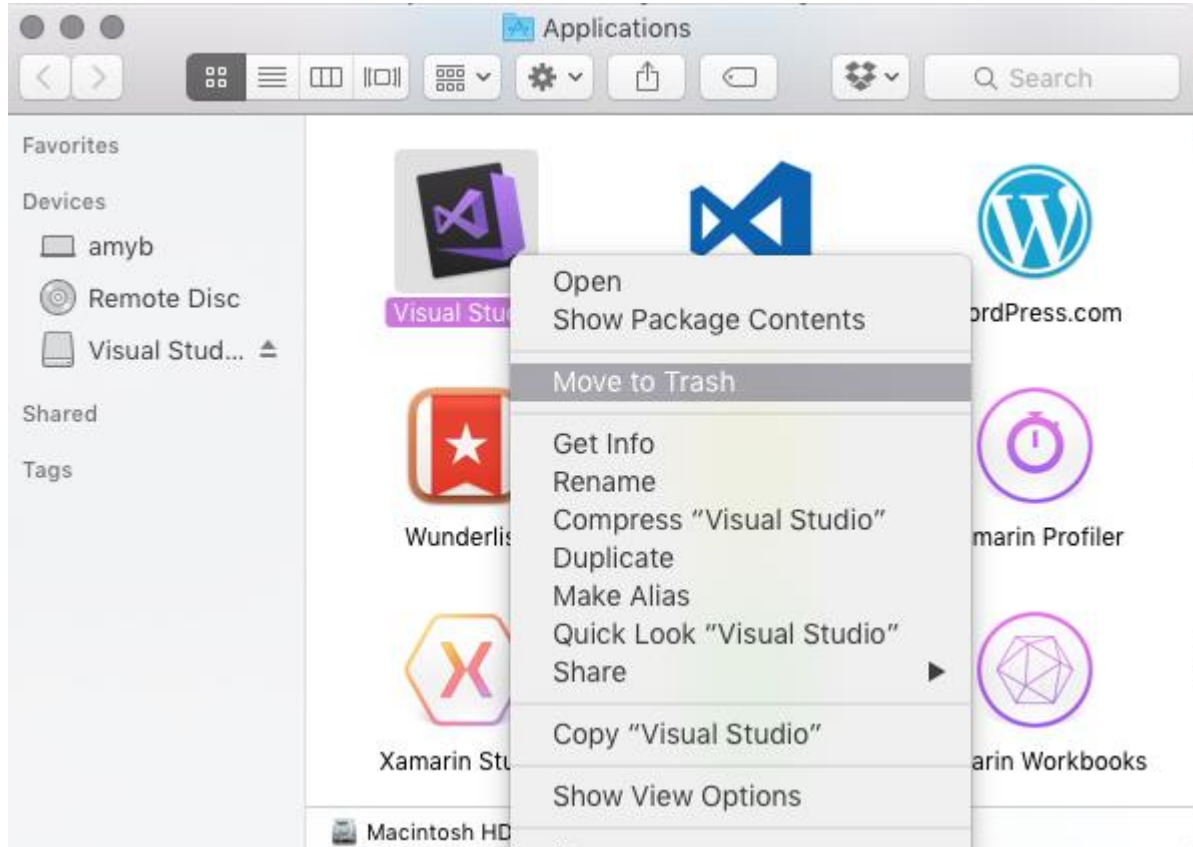 Applications
Search
Favorites
Devices
amyb
Remote Disc
Visual Stud...
Shared
Tags
Visual Stu
ordPress.com
Wunderlis
marin Profiler
Xamarin Stu
arin Workbooks
Open
Show Package Contents
Move to Trash
Get Info
Rename
Compress “Visual Studio”
Duplicate
Make Alias
Quick Look “Visual Studio”
Share
Copy “Visual Studio”
Show View Options
Macintosh HD